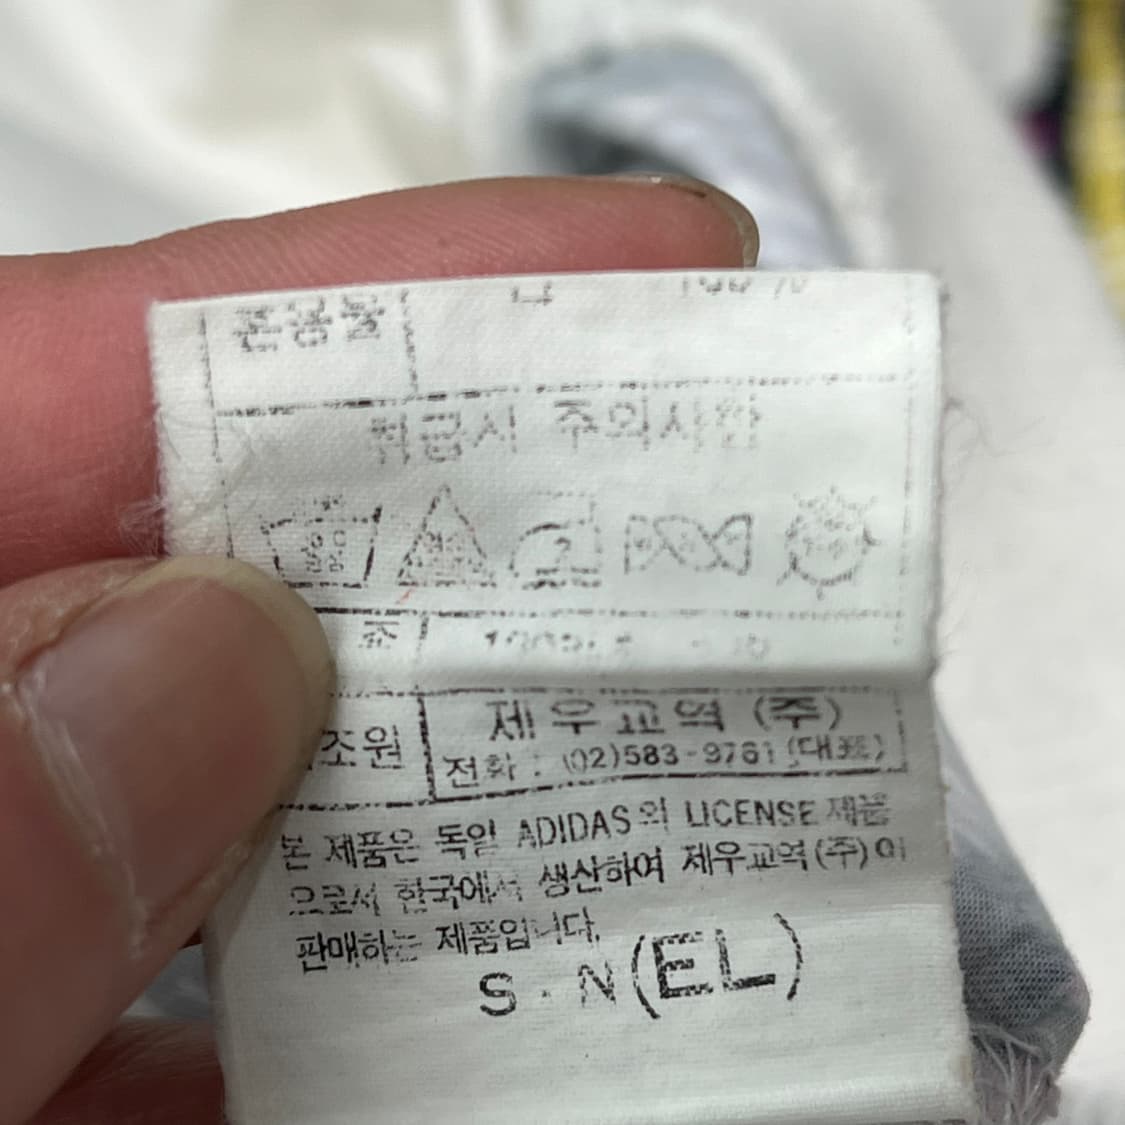 취급시 주의사항
조원
제우교역 (주)
전화 : (02)583-9761 (대표)
본 제품은 독일 ADIDAS의 LICENSE 제품
으로서 한국에서 생산하여 제우교역(주)이
판매하는 제품입니다.
S · N(EL)